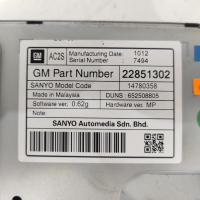 GM
AC2S
Manufacturing Date: 1012
Serial Number : 7494
GM Part Number 22851302
SANYO Model Code 14780358
Made in Malaysia DUNS : 652508805
Software ver. : 0.62g Hardware ver.: MP
SANYO Automedia Sdn. Bhd.